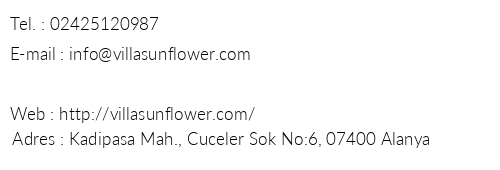 Tel. : 02425120987
E-mail : info@villasunflower.com
Web : http://villasunflower.com/
Adres : Kadipasa Mah., Cuceler Sok No:6, 07400 Alanya